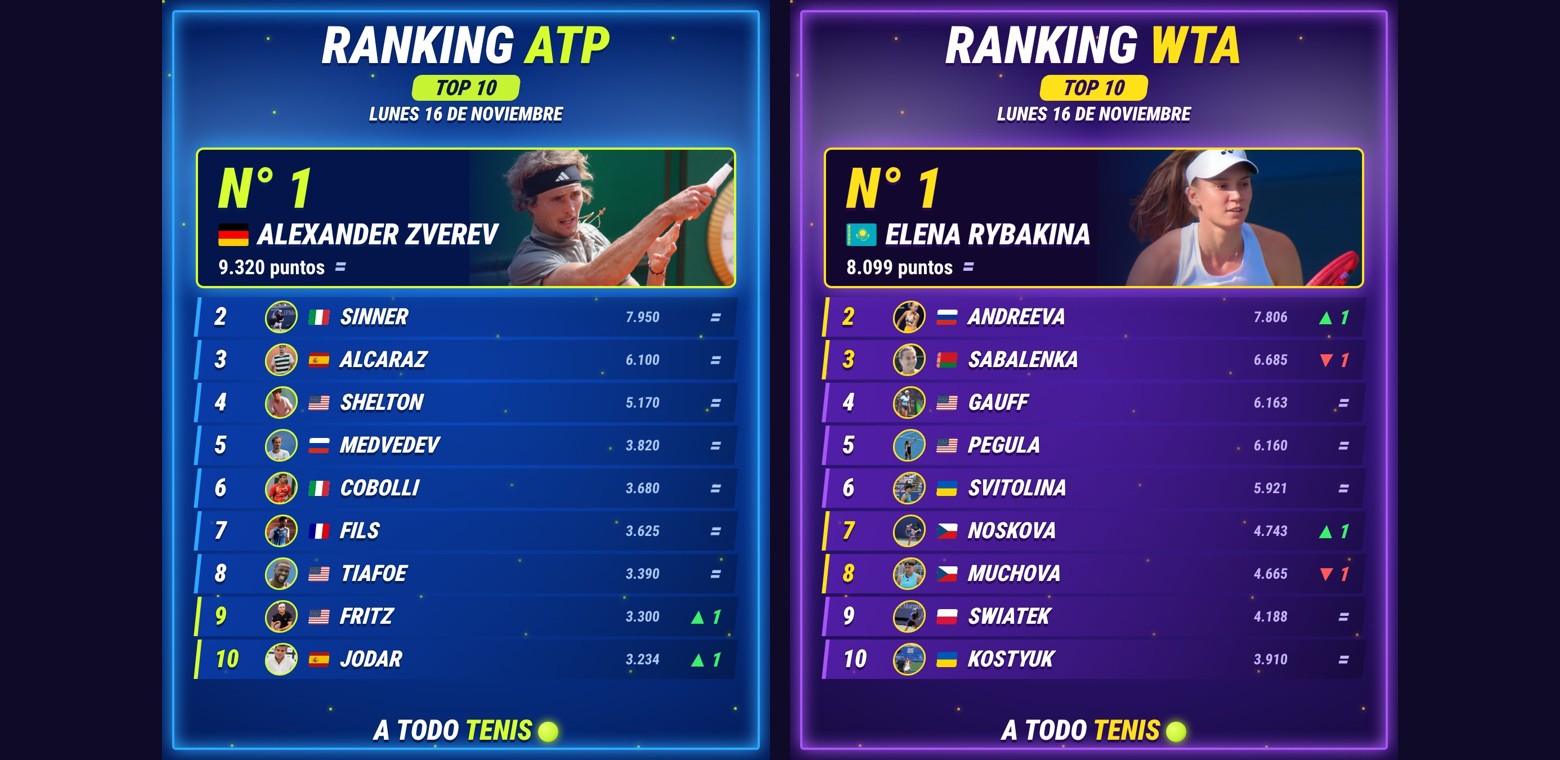 RANKING ATP
TOP 10
LUNES 16 DE NOVIEMBRE
N° 1
ALEXANDER ZVEREV
9.320 puntos =
2 SINNER 7.950 =
3 ALCARAZ 6.100 =
4 SHELTON 5.170 =
5 MEDVEDEV 3.820 =
6 COBOLLI 3.680 =
7 FILS 3.625 =
8 TIAFOE 3.390 =
9 FRITZ 3.300 ▲ 1
10 JODAR 3.234 ▲ 1
A TODO TENIS
RANKING WTA
TOP 10
LUNES 16 DE NOVIEMBRE
N° 1
ELENA RYBAKINA
8.099 puntos =
2 ANDREEVA 7.806 ▲ 1
3 SABALENKA 6.685 ▼ 1
4 GAUFF 6.163 =
5 PEGULA 6.160 =
6 SVITOLINA 5.921 =
7 NOSKOVA 4.743 ▲ 1
8 MUCHOVA 4.665 ▼ 1
9 SWIATEK 4.188 =
10 KOSTYUK 3.910 =
A TODO TENIS